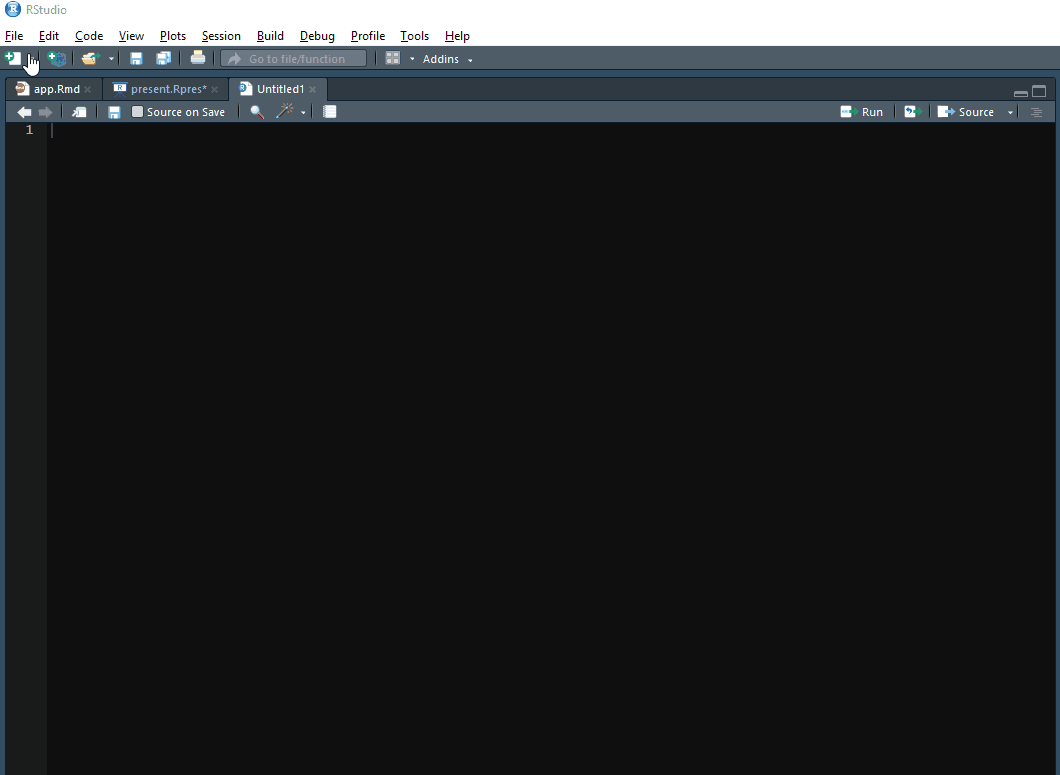 RStudio
File Edit Code View Plots Session Build Debug Profile Tools Help
Go to file/function Addins
app.Rmd present.Rpres* Untitled1
Source on Save Run Source
1